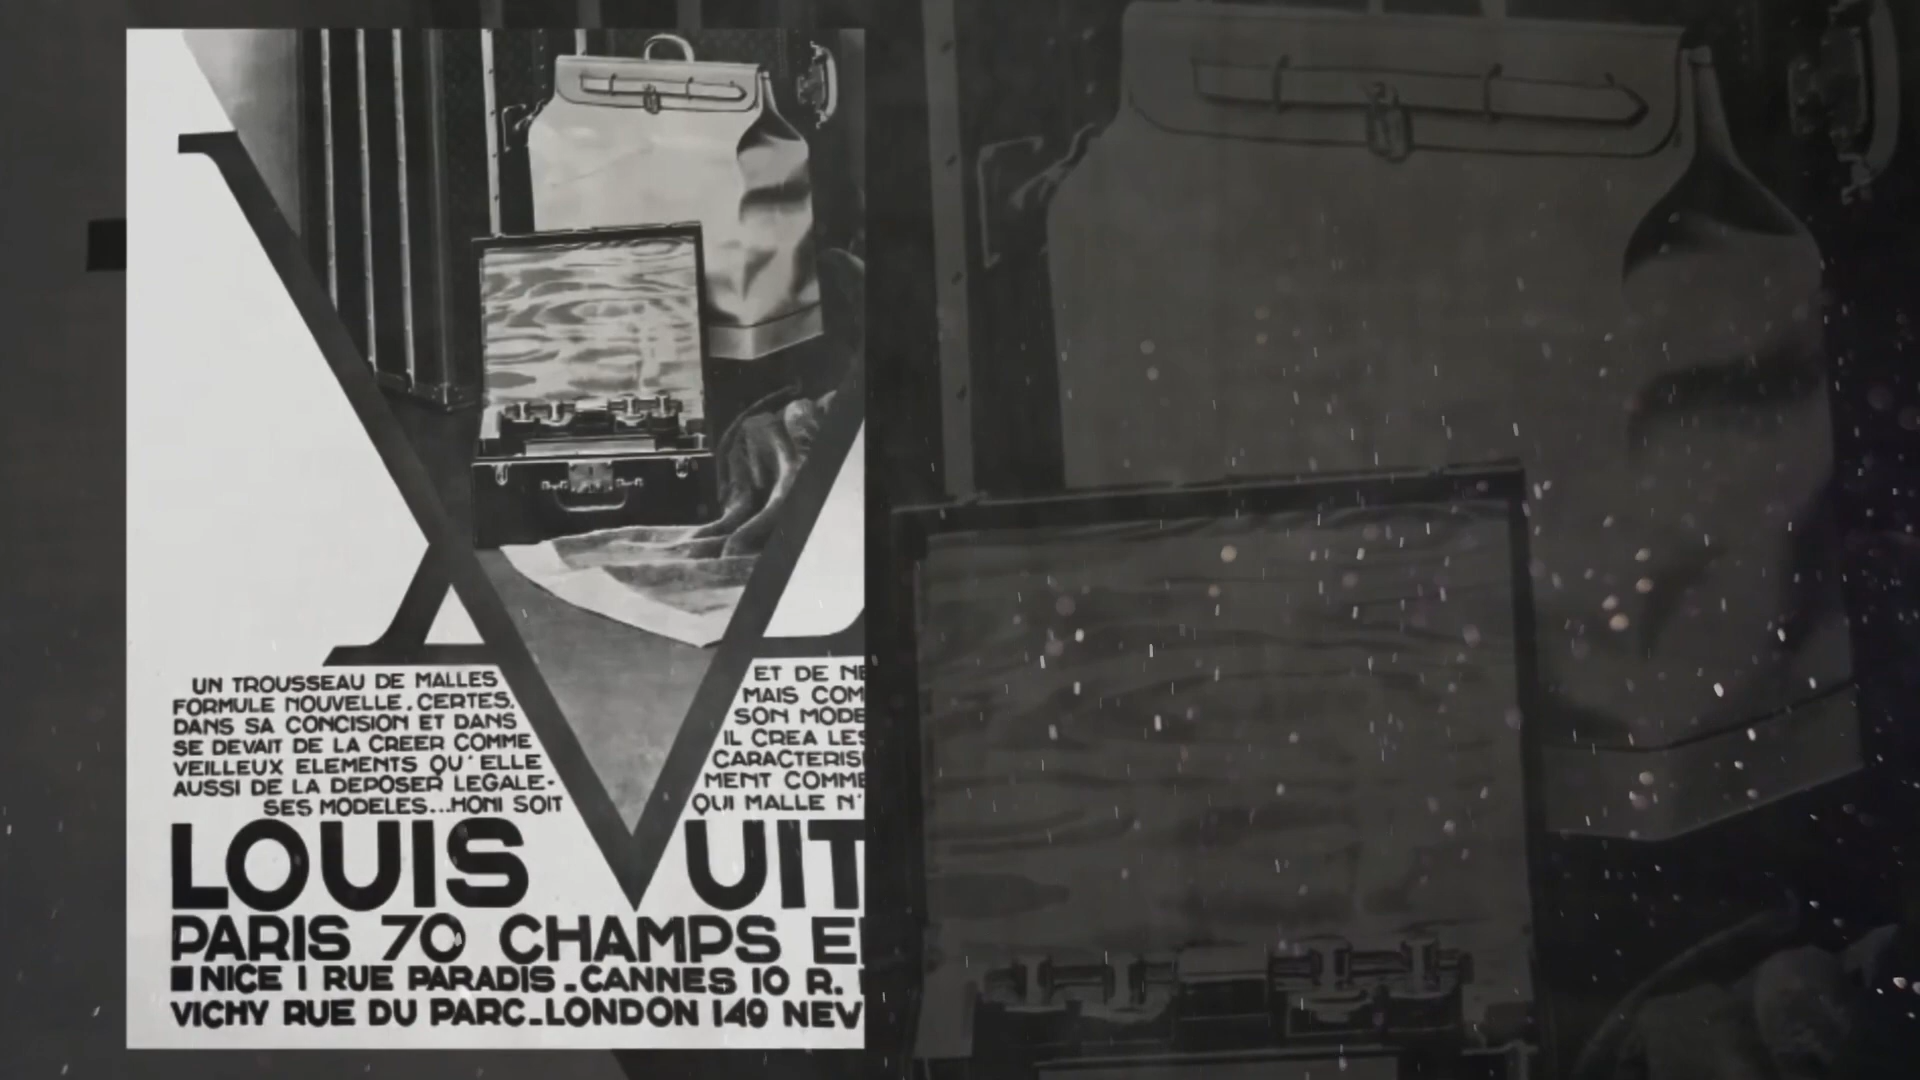 UN TROUSSEAU DE MALLES
FORMULE NOUVELLE. CERTES,
DANS SA CONCISION ET DANS
SE DEVAIT DE LA CREER COMME
VEILLEUX ELEMENTS QU'ELLE
AUSSI DE LA DEPOSER LEGALE-
SES MODELES...HONI SOIT
ET DE NE
MAIS COM
SON MODE
IL CREA LES
CARACTERIS
MENT COMME
QUI MALLE N'
LOUIS VUIT
PARIS 70 CHAMPS EL
NICE 1 RUE PARADIS_CANNES 10 R.
VICHY RUE DU PARC_LONDON 149 NEV